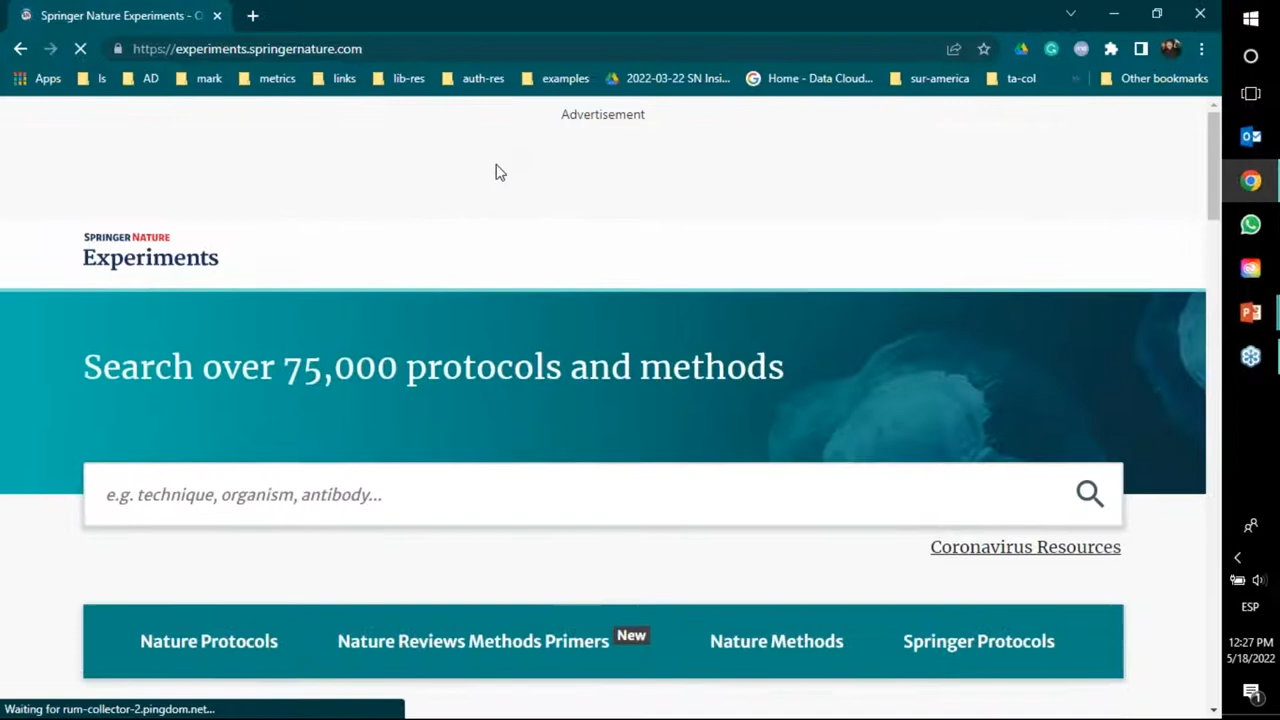 Springer Nature Experiments - O
https://experiments.springernature.com
Apps ls AD mark metrics links lib-res auth-res examples 2022-03-22 SN Insi... Home - Data Cloud... sur-america ta-col » Other bookmarks
Advertisement
SPRINGER NATURE
Experiments
Search over 75,000 protocols and methods
e.g. technique, organism, antibody...
Coronavirus Resources
Nature Protocols Nature Reviews Methods Primers New Nature Methods Springer Protocols
Waiting for rum-collector-2.pingdom.net...
ESP
12:27 PM
5/18/2022
1